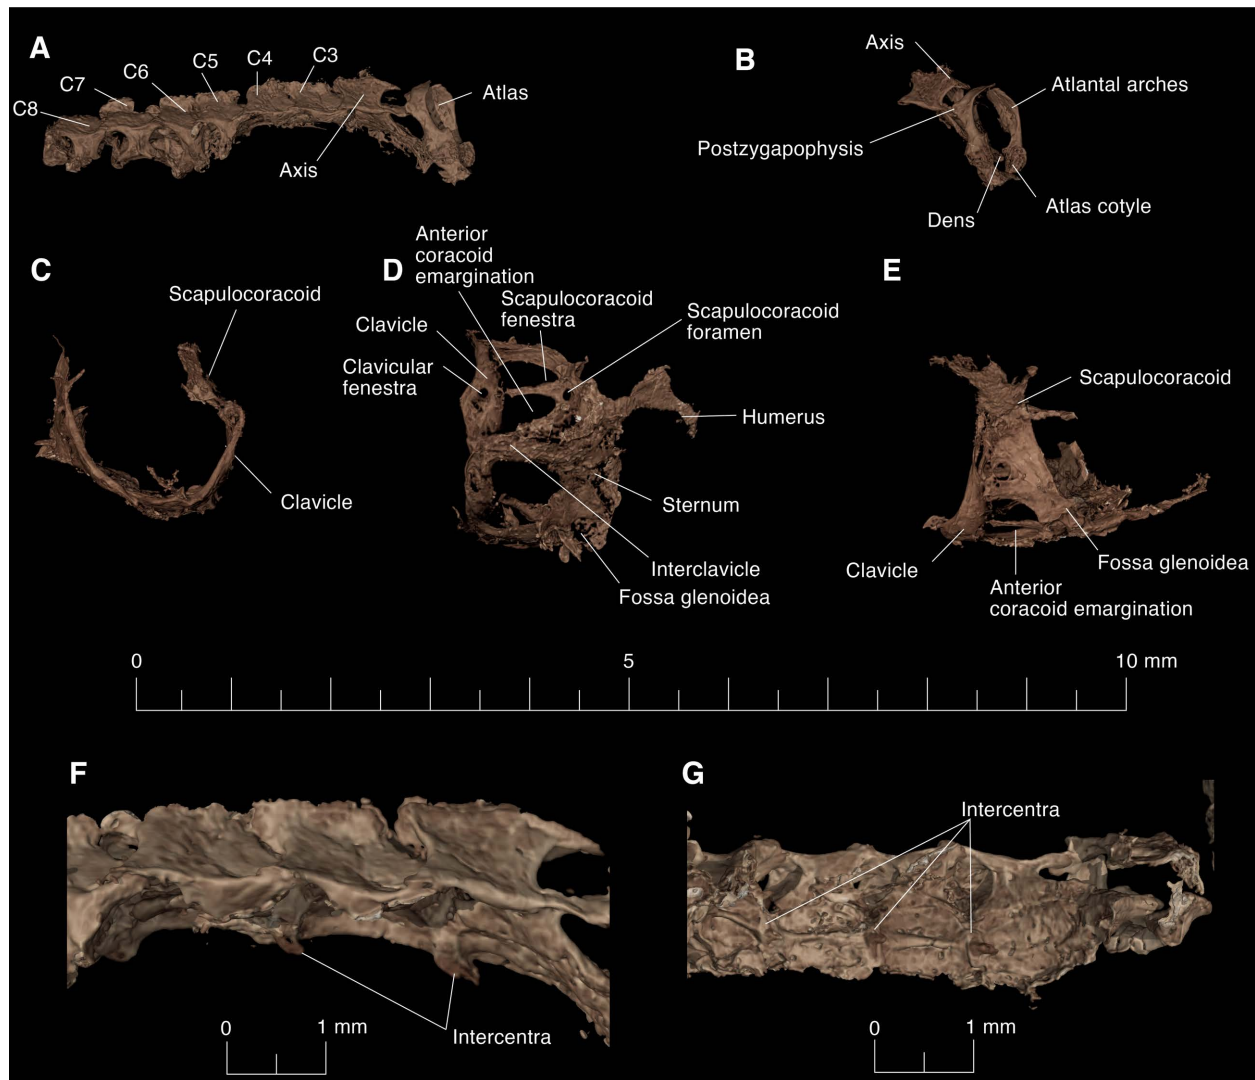 A
C8
C7
C6
C5
C4
C3
Axis
Atlas
B
Axis
Atlantal arches
Postzygapophysis
Dens
Atlas cotyle
C
Scapulocoracoid
Clavicle
D
Anterior
coracoid
emargination
Scapulocoracoid
fenestra
Scapulocoracoid
foramen
Clavicle
Clavicular
fenestra
Humerus
Sternum
Interclavicle
Fossa glenoidea
E
Scapulocoracoid
Clavicle
Fossa glenoidea
Anterior
coracoid emargination
0 5 10 mm
F
Intercentra
0 1 mm
G
Intercentra
0 1 mm